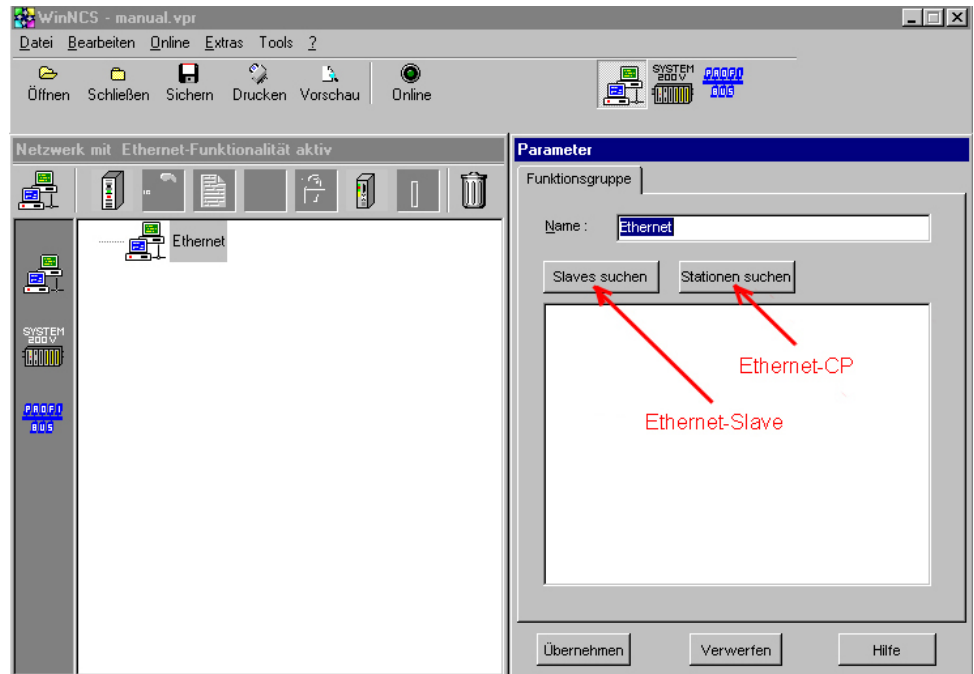 WinNCS - manual.vpr
Datei Bearbeiten Online Extras Tools ?
Öffnen Schließen Sichern Drucken Vorschau Online
SYSTEM 200V
PROFI BUS
Netzwerk mit Ethernet-Funktionalität aktiv
Ethernet
SYSTEM
200V
PROFI
BUS
Parameter
Funktionsgruppe
Name : Ethernet
Slaves suchen Stationen suchen
Ethernet-CP
Ethernet-Slave
Übernehmen Verwerfen Hilfe